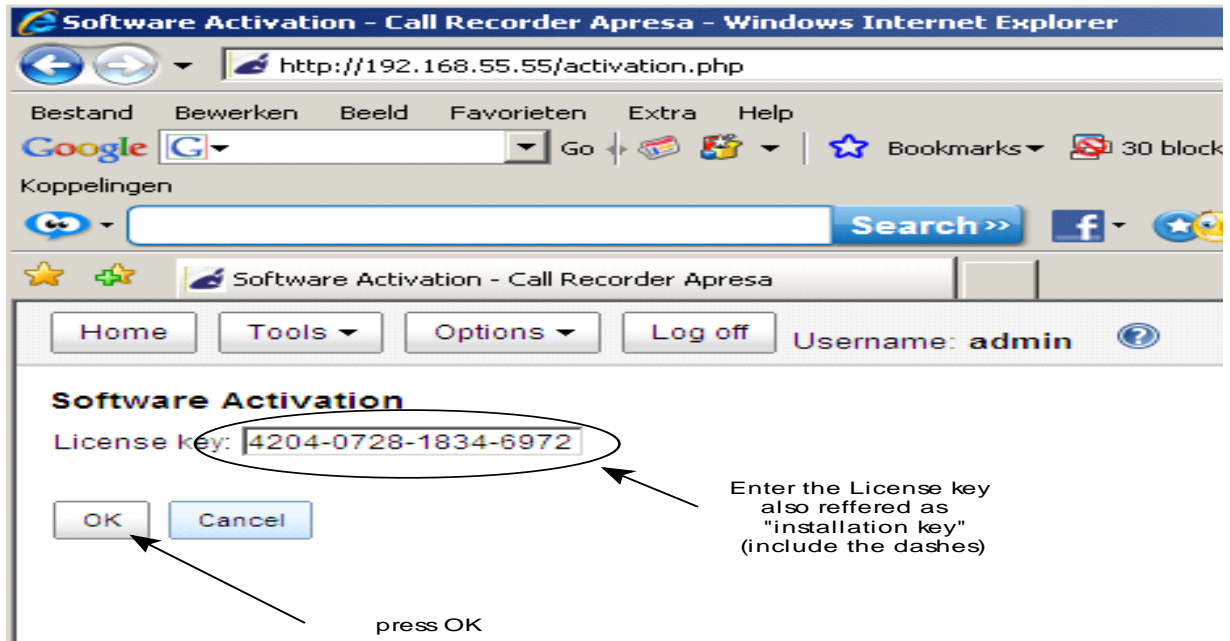 Software Activation - Call Recorder Apresa - Windows Internet Explorer
http://192.168.55.55/activation.php
Bestand Bewerken Beeld Favorieten Extra Help
Google G Go Bookmarks 30 block
Koppelingen
Search »
Software Activation - Call Recorder Apresa
Home Tools Options Log off Username: admin ?
Software Activation
License key: 4204-0728-1834-6972
Enter the License key
also reffered as
"installation key"
(include the dashes)
OK Cancel
press OK